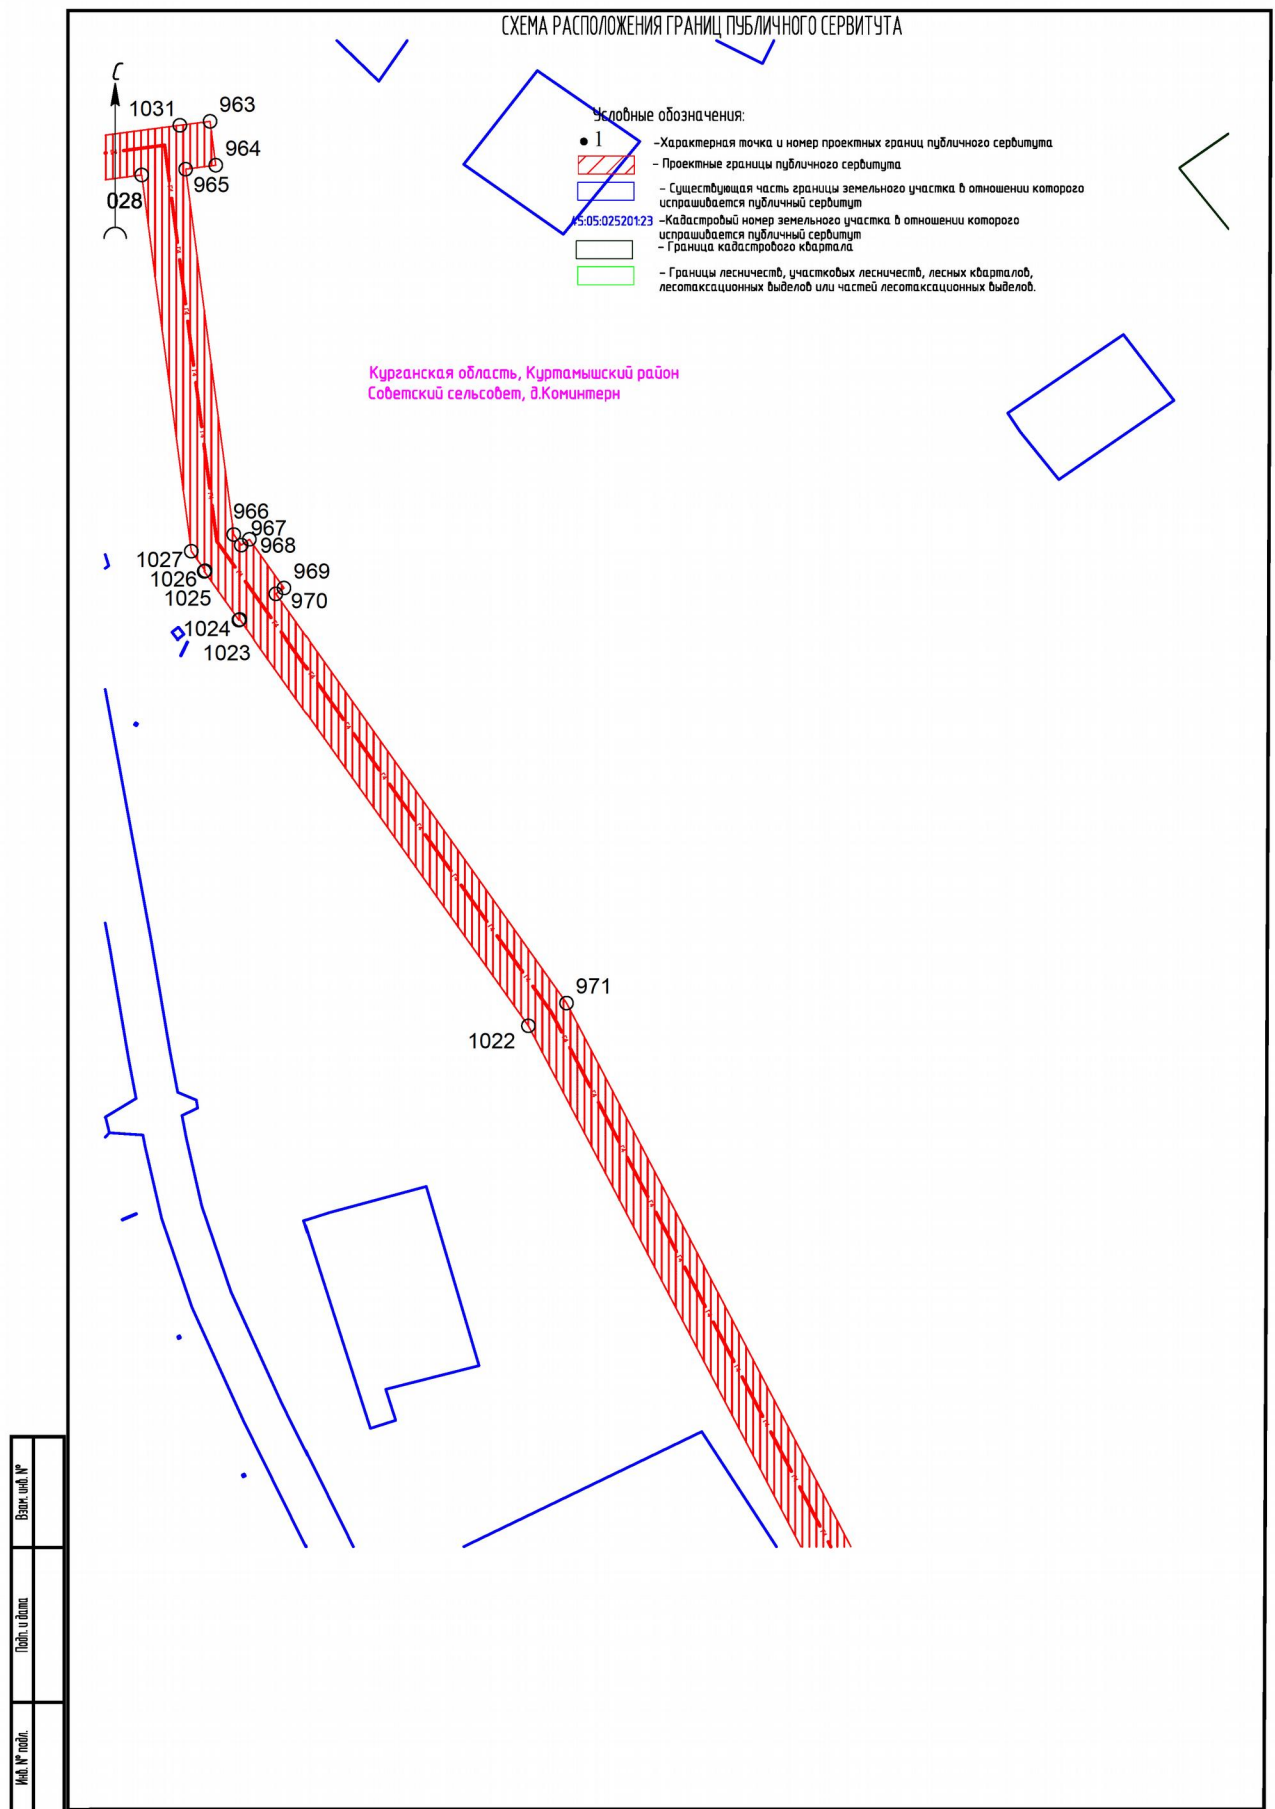 СХЕМА РАСПОЛОЖЕНИЯ ГРАНИЦ ПУБЛИЧНОГО СЕРВИТУТА
С
1031
963
964
965
028
Условные обозначения:
1 -Характерная точка и номер проектных границ публичного сервитута
- Проектные границы публичного сервитута
- Существующая часть границы земельного участка в отношении которого
испрашивается публичный сервитут
45:05:025201:23 -Кадастровый номер земельного участка в отношении которого
испрашивается публичный сервитут
- Граница кадастрового квартала
- Границы лесничеств, участковых лесничеств, лесных кварталов,
лесотаксационных выделов или частей лесотаксационных выделов.
Курганская область, Куртамышский район
Советский сельсовет, д.Коминтерн
966
967
968
1027
1026
969
1025
970
1024
1023
971
1022
Взам. инв. №
Подп. и дата
Инв. № подл.